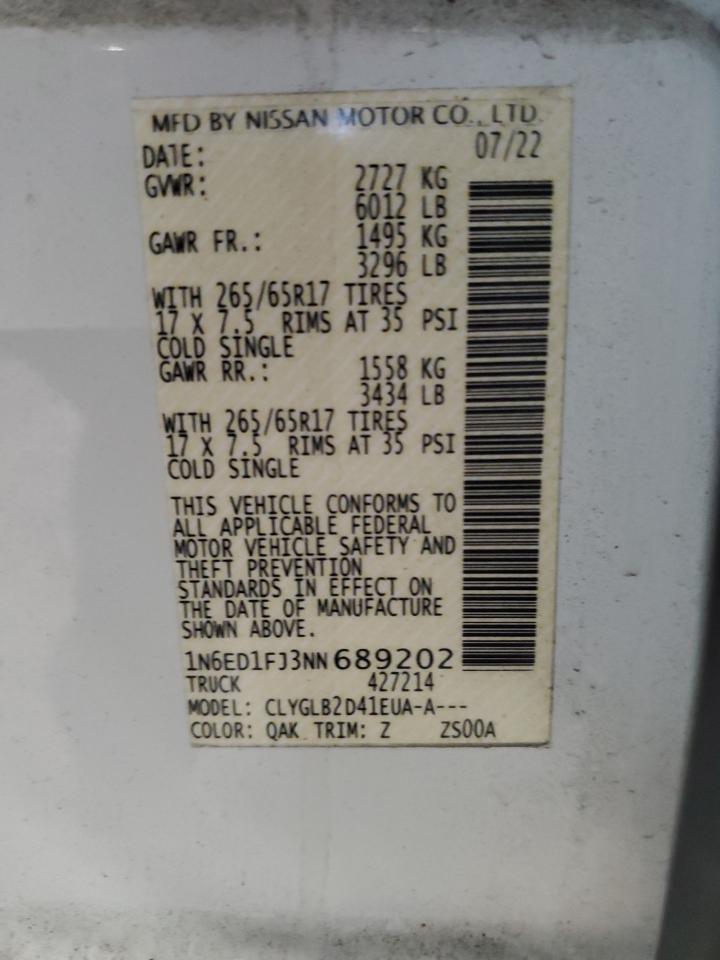 MFD BY NISSAN MOTOR CO., LTD.
DATE: 07/22
GVWR: 2727 KG
6012 LB
GAWR FR.: 1495 KG
3296 LB
WITH 265/65R17 TIRES
17 X 7.5 RIMS AT 35 PSI
COLD SINGLE
GAWR RR.: 1558 KG
3434 LB
WITH 265/65R17 TIRES
17 X 7.5 RIMS AT 35 PSI
COLD SINGLE
THIS VEHICLE CONFORMS TO
ALL APPLICABLE FEDERAL
MOTOR VEHICLE SAFETY AND
THEFT PREVENTION
STANDARDS IN EFFECT ON
THE DATE OF MANUFACTURE
SHOWN ABOVE.
1N6ED1FJ3NN689202
TRUCK 427214
MODEL: CLYGLB2D41EUA-A---
COLOR: QAK TRIM: Z ZS00A